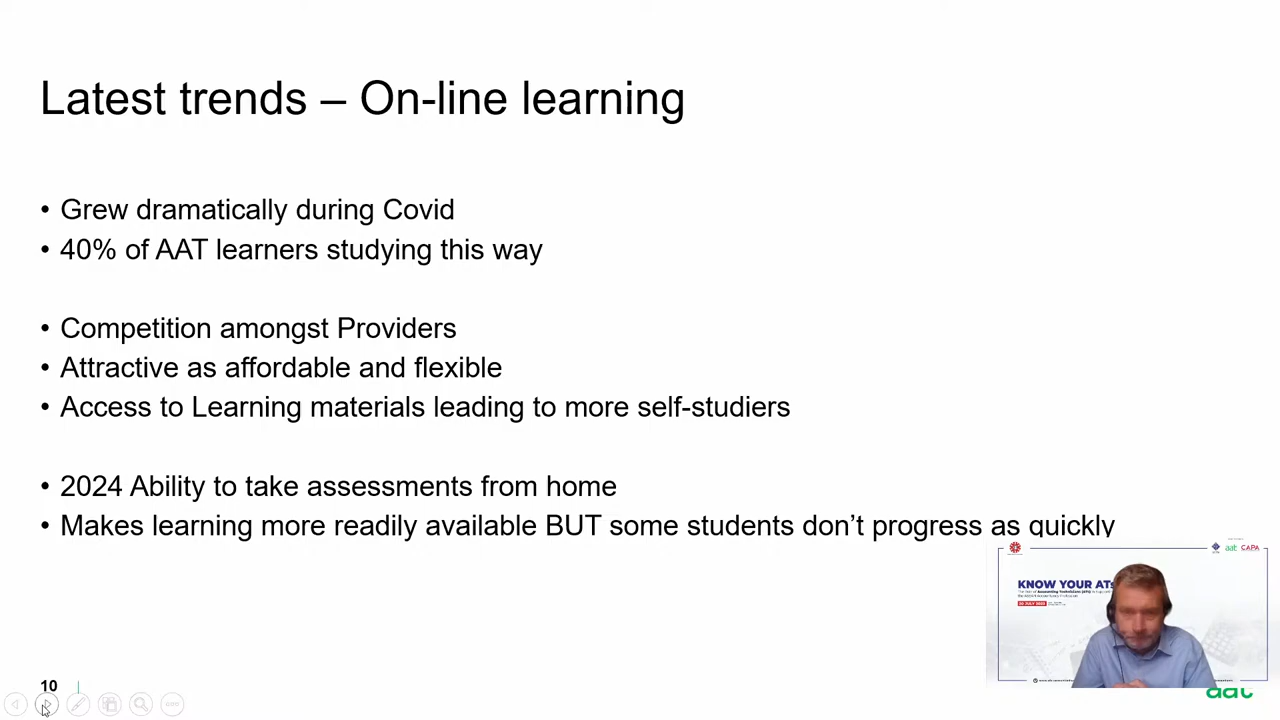 Latest trends – On-line learning
• Grew dramatically during Covid
• 40% of AAT learners studying this way
• Competition amongst Providers
• Attractive as affordable and flexible
• Access to Learning materials leading to more self-studiers
• 2024 Ability to take assessments from home
• Makes learning more readily available BUT some students don’t progress as quickly
aat CAPA
KNOW YOUR ATs
20 JULY
10
aat